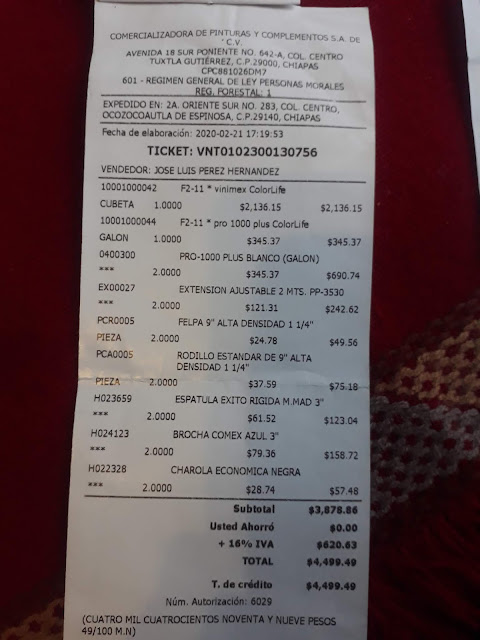 COMERCIALIZADORA DE PINTURAS Y COMPLEMENTOS S.A. DE
C.V.
AVENIDA 18 SUR PONIENTE NO. 642-A, COL. CENTRO
TUXTLA GUTIÉRREZ, C.P.29000, CHIAPAS
CPC881026DM7
601 - REGIMEN GENERAL DE LEY PERSONAS MORALES
REG. FORESTAL: 1
EXPEDIDO EN: 2A. ORIENTE SUR NO. 283, COL. CENTRO,
OCOZOCOAUTLA DE ESPINOSA, C.P.29140, CHIAPAS
Fecha de elaboración: 2020-02-21 17:19:53
TICKET: VNT0102300130756
VENDEDOR: JOSE LUIS PEREZ HERNANDEZ
10001000042 F2-11 * vinimex ColorLife
CUBETA 1.0000 $2,136.15 $2,136.15
10001000044 F2-11 * pro 1000 plus ColorLife
GALON 1.0000 $345.37 $345.37
0400300 PRO-1000 PLUS BLANCO (GALON)
*** 2.0000 $345.37 $690.74
EX00027 EXTENSION AJUSTABLE 2 MTS. PP-3530
*** 2.0000 $121.31 $242.62
PCR0005 FELPA 9" ALTA DENSIDAD 1 1/4"
PIEZA 2.0000 $24.78 $49.56
PCA0005 RODILLO ESTANDAR DE 9" ALTA
DENSIDAD 1 1/4"
PIEZA 2.0000 $37.59 $75.18
H023659 ESPATULA EXITO RIGIDA M.MAD 3"
*** 2.0000 $61.52 $123.04
H024123 BROCHA COMEX AZUL 3"
*** 2.0000 $79.36 $158.72
H022328 CHAROLA ECONOMICA NEGRA
*** 2.0000 $28.74 $57.48
Subtotal $3,878.86
Usted Ahorró $0.00
+ 16% IVA $620.63
TOTAL $4,499.49
T. de crédito $4,499.49
Núm. Autorización: 6029
(CUATRO MIL CUATROCIENTOS NOVENTA Y NUEVE PESOS
49/100 M.N)